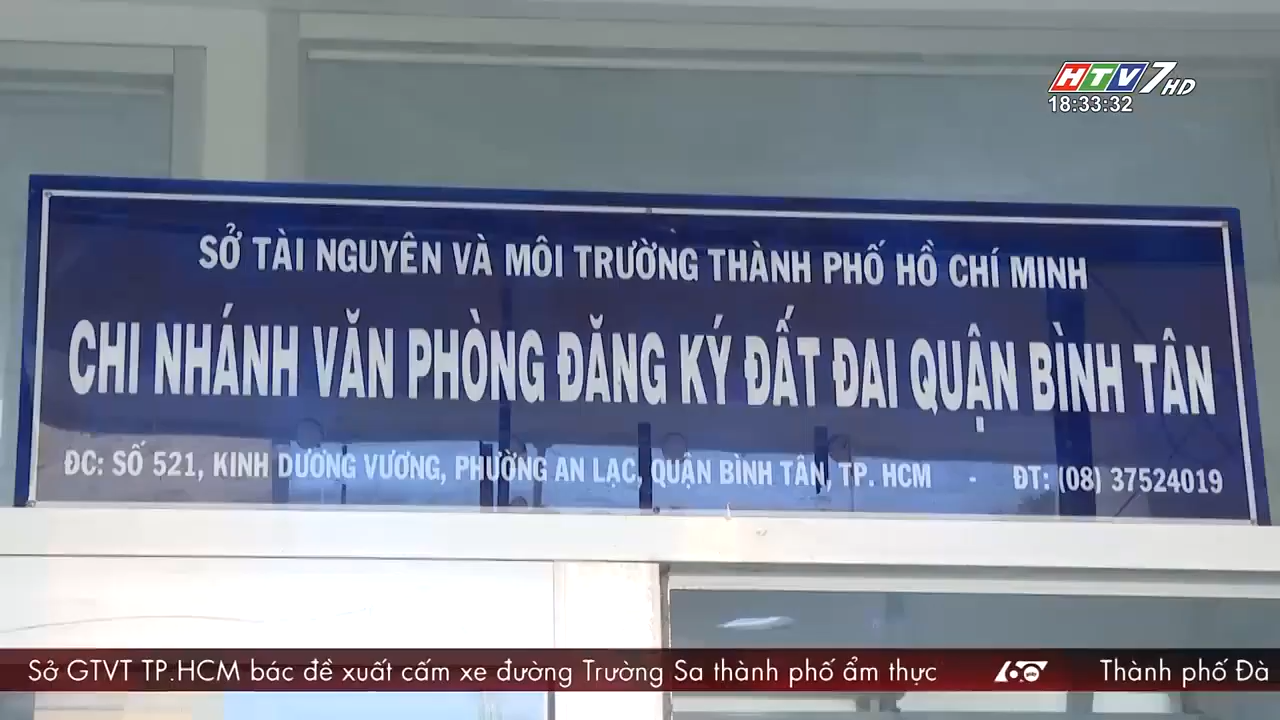 HTV7 HD
18:33:32
SỞ TÀI NGUYÊN VÀ MÔI TRƯỜNG THÀNH PHỐ HỒ CHÍ MINH
CHI NHÁNH VĂN PHÒNG ĐĂNG KÝ ĐẤT ĐAI QUẬN BÌNH TÂN
ĐC: SỐ 521, KINH DƯƠNG VƯƠNG, PHƯỜNG AN LẠC, QUẬN BÌNH TÂN, TP. HCM - ĐT: (08) 37524019
Sở GTVT TP.HCM bác đề xuất cấm xe đường Trường Sa thành phố ẩm thực 60 Thành phố Đà